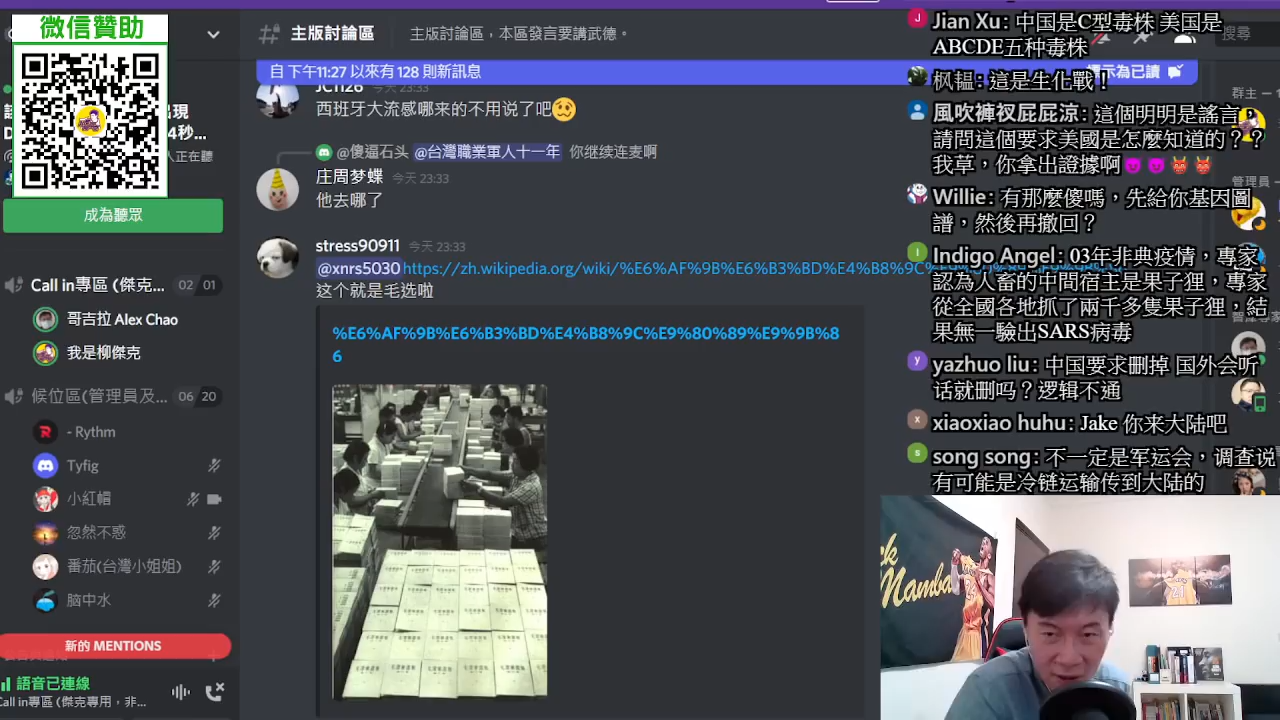 微信贊助
成為聽眾
Call in專區 (傑克... 02 01
哥吉拉 Alex Chao
我是柳傑克
候位區(管理員及... 06 20
- Rythm
Tyfig
小紅帽
忽然不惑
番茄(台灣小姐姐)
脑中水
新的 MENTIONS
語音已連線
Call in專區 (傑克專用，非...
主版討論區 主版討論區，本區發言要講武德。
自 下午11:27 以來有 128 則新訊息
標示為已讀
JC1126 今天 23:33
西班牙大流感哪来的不用说了吧
@傻逼石头 @台灣職業軍人十一年 你继续连麦啊
庄周梦蝶 今天 23:33
他去哪了
stress90911 今天 23:33
@xnrs5030https://zh.wikipedia.org/wiki/%E6%AF%9B%E6%B3%BD%E4%B8%9C
这个就是毛选啦
%E6%AF%9B%E6%B3%BD%E4%B8%9C%E9%80%89%E9%9B%8
6
Jian Xu: 中国是C型毒株 美国是
ABCDE五种毒株
搜尋
枫韫: 這是生化戰！
群主 —
風吹褲衩屁屁涼: 這個明明是謠言
請問這個要求美國是怎麼知道的？？
我草，你拿出證據啊
管理員
Willie: 有那麼傻嗎，先給你基因圖
譜，然後再撤回？
Indigo Angel: 03年非典疫情，專家
認為人畜的中間宿主是果子狸，專家
從全國各地抓了兩千多隻果子狸，結
果無一驗出SARS病毒
yazhuo liu: 中国要求删掉 国外会听
话就删吗？逻辑不通
xiaoxiao huhu: Jake 你来大陆吧
song song: 不一定是军运会，调查说
有可能是冷链运输传到大陆的
ck
Mamba